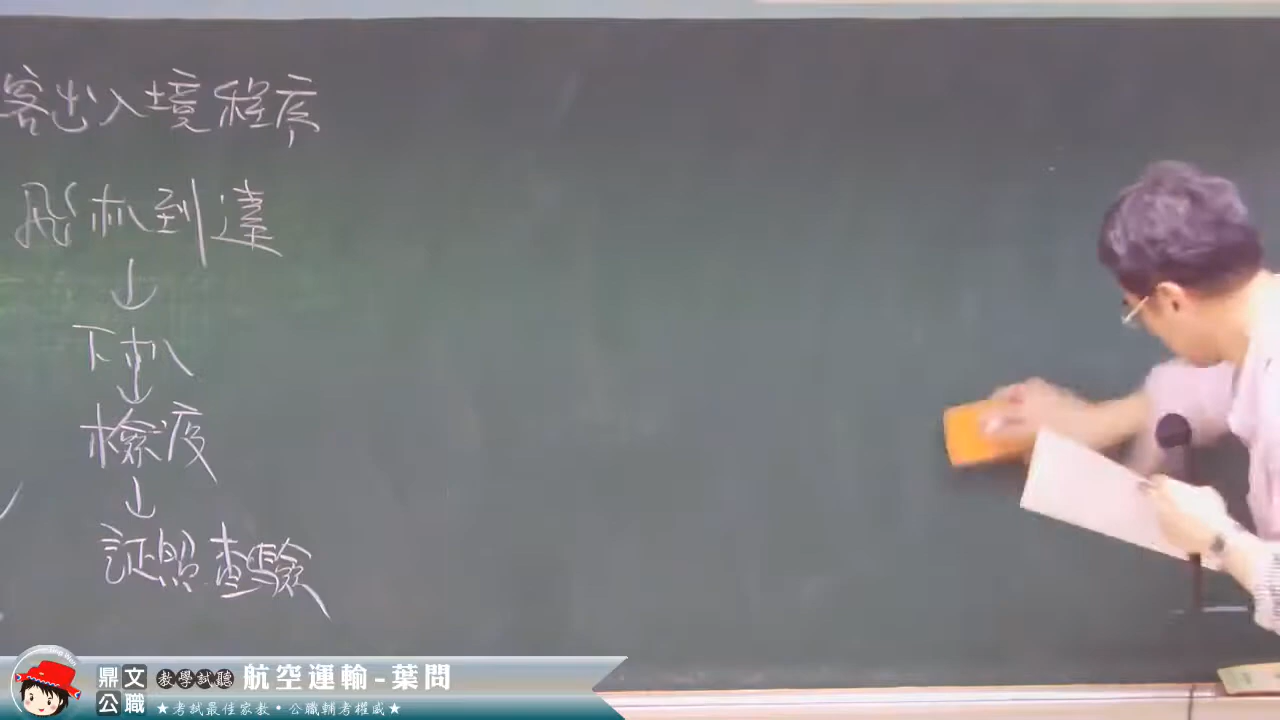 客出入境程序
飛机到達
↓
下机
↓
檢疫
↓
証照查驗
鼎文公職
教學試聽
航空運輸-葉問
★考試最佳家教•公職輔考權威★